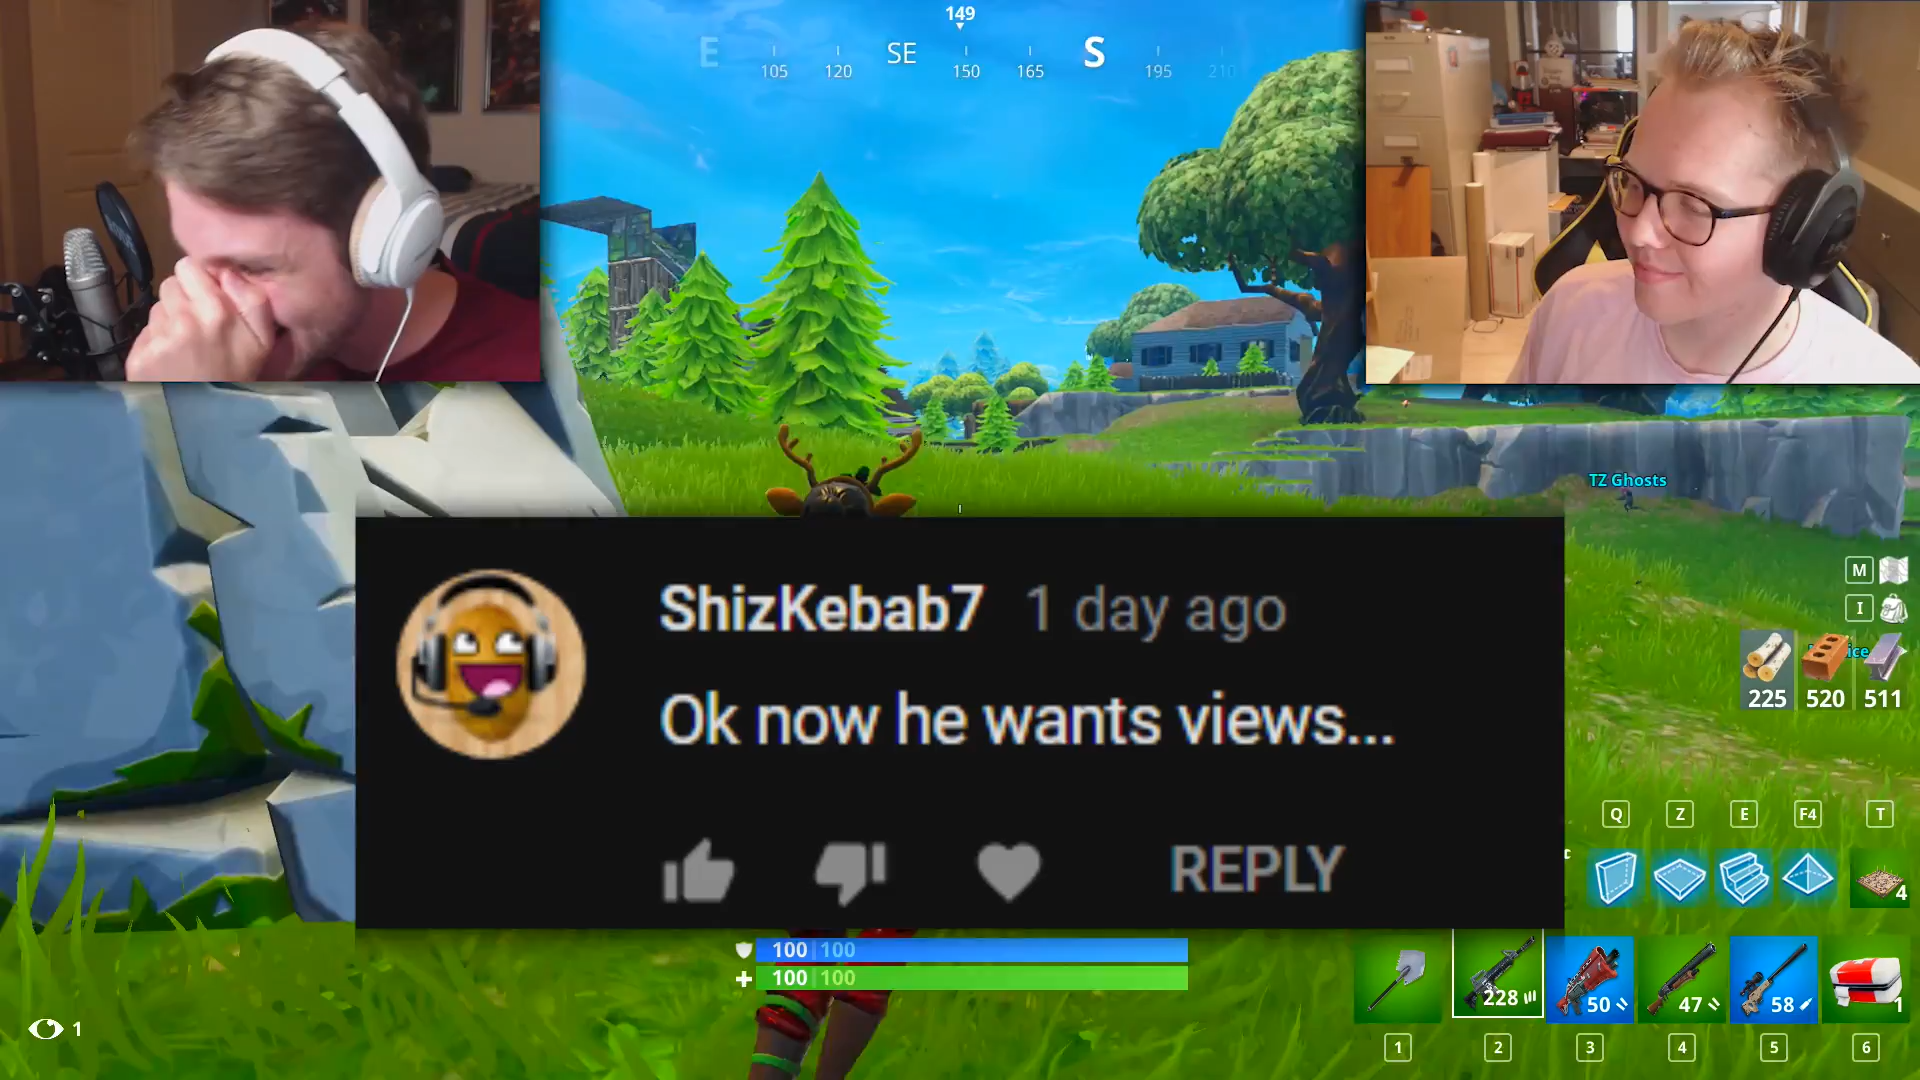 149
E 105 120 SE 150 165 S 195 210
TZ Ghosts
M
I
ice
225 520 511
ShizKebab7 1 day ago
Ok now he wants views...
REPLY
Q Z E F4 T
4
100 | 100
100 | 100
228 50 47 58 1
1
1 2 3 4 5 6